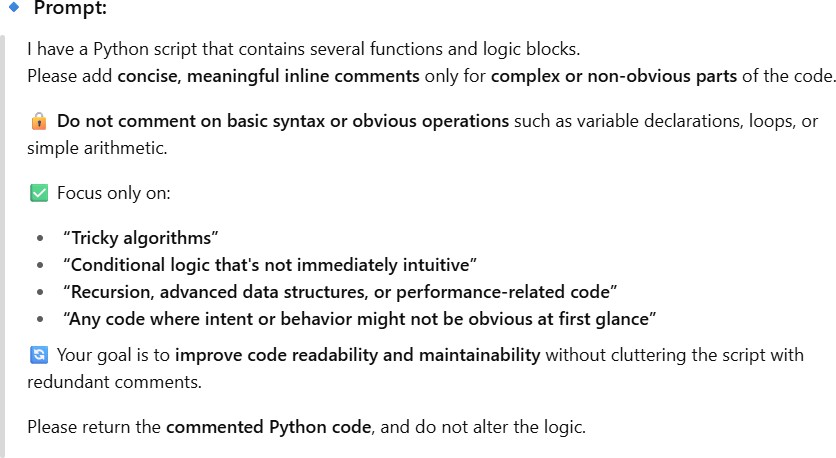 Prompt:
I have a Python script that contains several functions and logic blocks.
Please add concise, meaningful inline comments only for complex or non-obvious parts of the code.
Do not comment on basic syntax or obvious operations such as variable declarations, loops, or
simple arithmetic.
Focus only on:
“Tricky algorithms”
“Conditional logic that's not immediately intuitive”
“Recursion, advanced data structures, or performance-related code”
“Any code where intent or behavior might not be obvious at first glance”
Your goal is to improve code readability and maintainability without cluttering the script with
redundant comments.
Please return the commented Python code, and do not alter the logic.